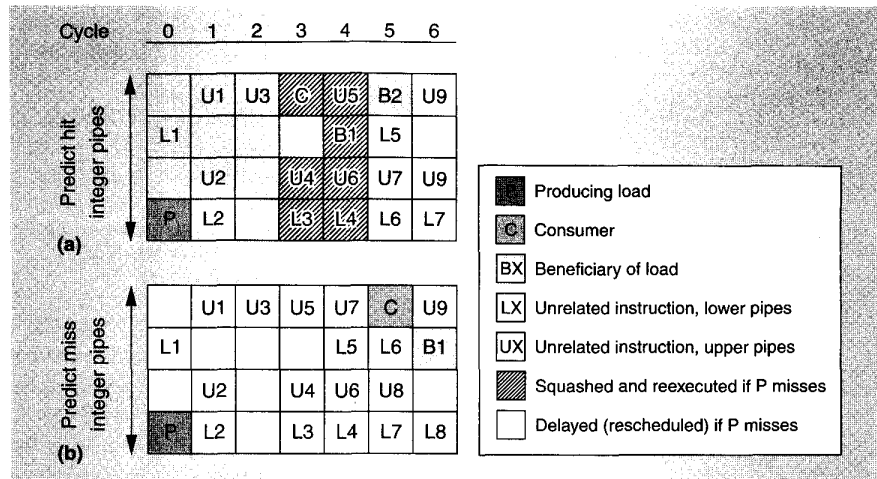 Cycle 0 1 2 3 4 5 6
Predict hit
integer pipes
U1 U3 C U5 B2 U9
L1 B1 L5
U2 U4 U6 U7 U9
P L2 L3 L4 L6 L7
(a)
Predict miss
integer pipes
U1 U3 U5 U7 C U9
L1 L5 L6 B1
U2 U4 U6 U8
P L2 L3 L4 L7 L8
(b)
P Producing load
C Consumer
BX Beneficiary of load
LX Unrelated instruction, lower pipes
UX Unrelated instruction, upper pipes
Squashed and reexecuted if P misses
Delayed (rescheduled) if P misses